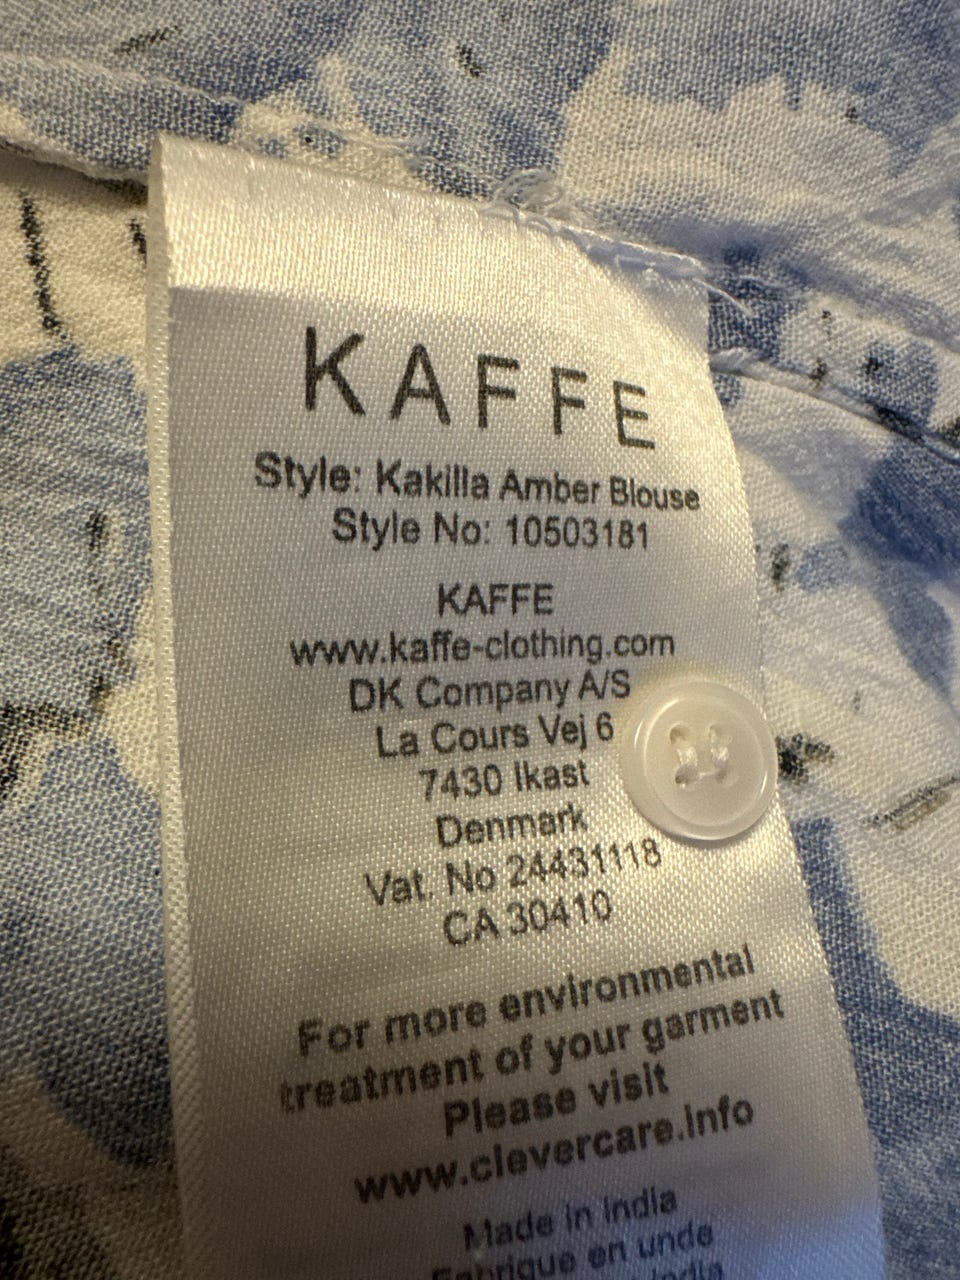 KAFFE
Style: Kakilla Amber Blouse
Style No: 10503181
KAFFE
www.kaffe-clothing.com
DK Company A/S
La Cours Vej 6
7430 Ikast
Denmark
Vat. No 24431118
CA 30410
For more environmental
treatment of your garment
Please visit
www.clevercare.info
Made in India
Fabrique en unde
India